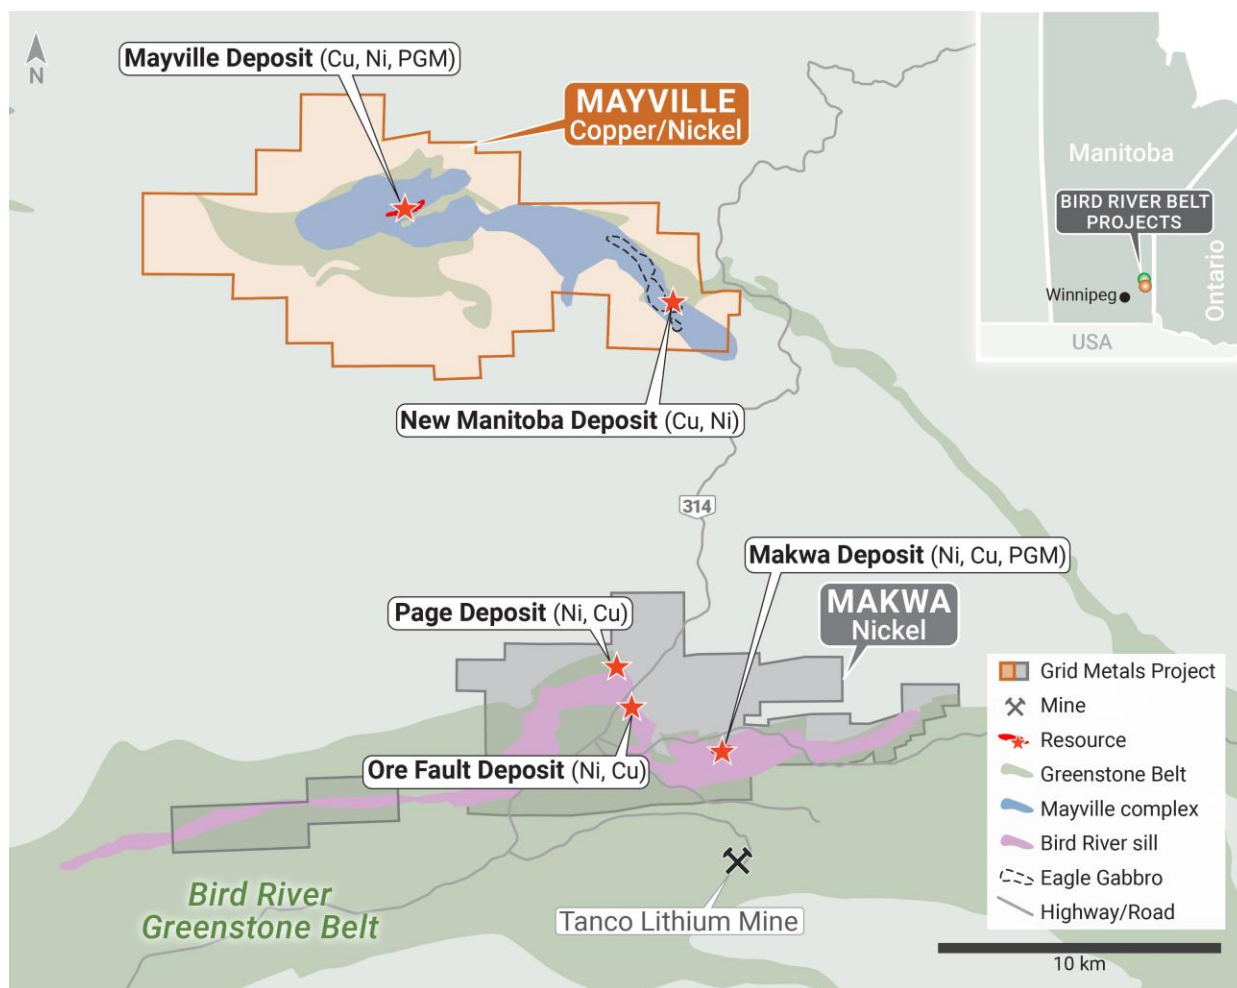 N
Mayville Deposit (Cu, Ni, PGM)
MAYVILLE
Copper/Nickel
Manitoba
BIRD RIVER BELT
PROJECTS
Ontario
Winnipeg
USA
New Manitoba Deposit (Cu, Ni)
314
Makwa Deposit (Ni, Cu, PGM)
Page Deposit (Ni, Cu)
MAKWA
Nickel
Ore Fault Deposit (Ni, Cu)
Bird River
Greenstone Belt
Tanco Lithium Mine
Grid Metals Project
Mine
Resource
Greenstone Belt
Mayville complex
Bird River sill
Eagle Gabbro
Highway/Road
10 km